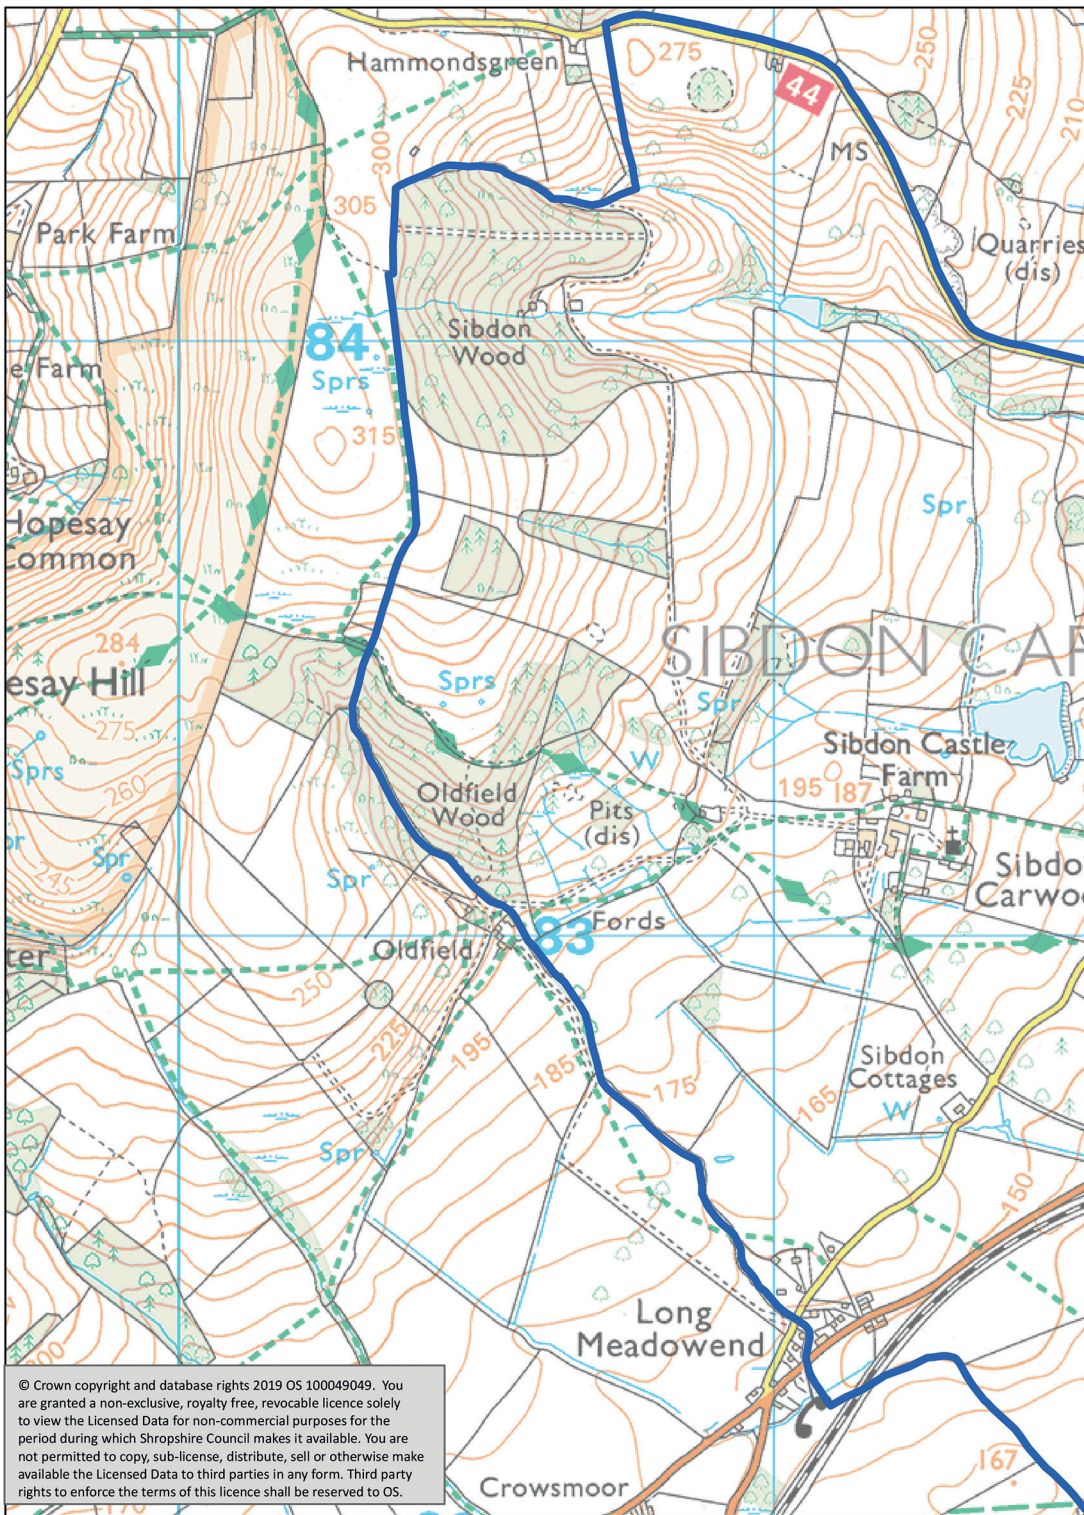 Hammondsgreen
275
44
250
225
210
MS
300
305
Park Farm
Quarries
(dis)
Sibdon
Wood
84
Sprs
e Farm
315
Hopesay
Common
Spr
284
esay Hill
SIBDON CAR
Sprs
Spr
275
Sprs
W
Sibdon Castle
Farm
260
195
187
Oldfield
Wood
Pits
(dis)
Spr
245
Spr
Sibdo
Carwo
Fords
83
Oldfield
ter
250
225
195
185
175
165
Sibdon
Cottages
W
Spr
150
Long
Meadowend
© Crown copyright and database rights 2019 OS 100049049. You
are granted a non-exclusive, royalty free, revocable licence solely
to view the Licensed Data for non-commercial purposes for the
period during which Shropshire Council makes it available. You are
not permitted to copy, sub-license, distribute, sell or otherwise make
available the Licensed Data to third parties in any form. Third party
rights to enforce the terms of this licence shall be reserved to OS.
167
Crowsmoor